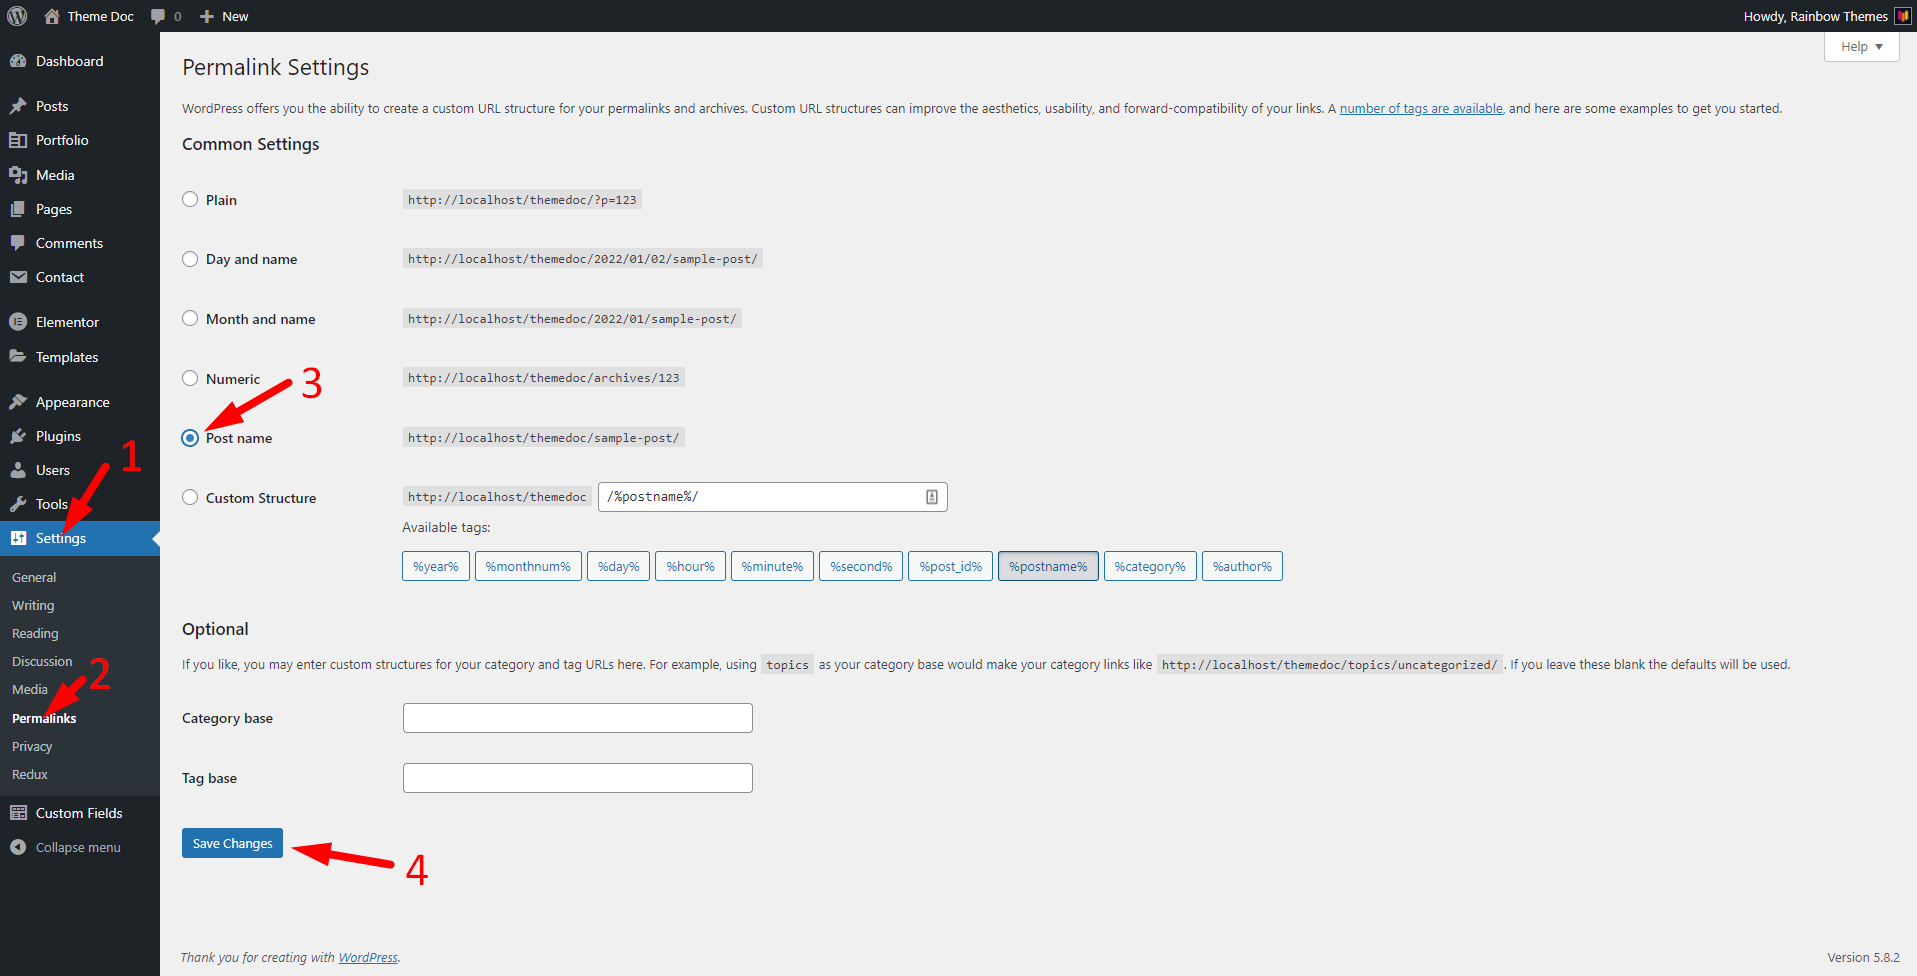 Theme Doc 0 New Howdy, Rainbow Themes
Help
Dashboard
Posts
Portfolio
Media
Pages
Comments
Contact
Elementor
Templates
Appearance
Plugins
Users
Tools
Settings
General
Writing
Reading
Discussion
Media
Permalinks
Privacy
Redux
Custom Fields
Collapse menu
1
2
Permalink Settings
WordPress offers you the ability to create a custom URL structure for your permalinks and archives. Custom URL structures can improve the aesthetics, usability, and forward-compatibility of your links. A number of tags are available, and here are some examples to get you started.
Common Settings
Plain http://localhost/themedoc/?p=123
Day and name http://localhost/themedoc/2022/01/02/sample-post/
Month and name http://localhost/themedoc/2022/01/sample-post/
Numeric http://localhost/themedoc/archives/123
3
Post name http://localhost/themedoc/sample-post/
Custom Structure http://localhost/themedoc /%postname%/
Available tags:
%year% %monthnum% %day% %hour% %minute% %second% %post_id% %postname% %category% %author%
Optional
If you like, you may enter custom structures for your category and tag URLs here. For example, using topics as your category base would make your category links like http://localhost/themedoc/topics/uncategorized/ . If you leave these blank the defaults will be used.
Category base
Tag base
Save Changes
4
Thank you for creating with WordPress. Version 5.8.2